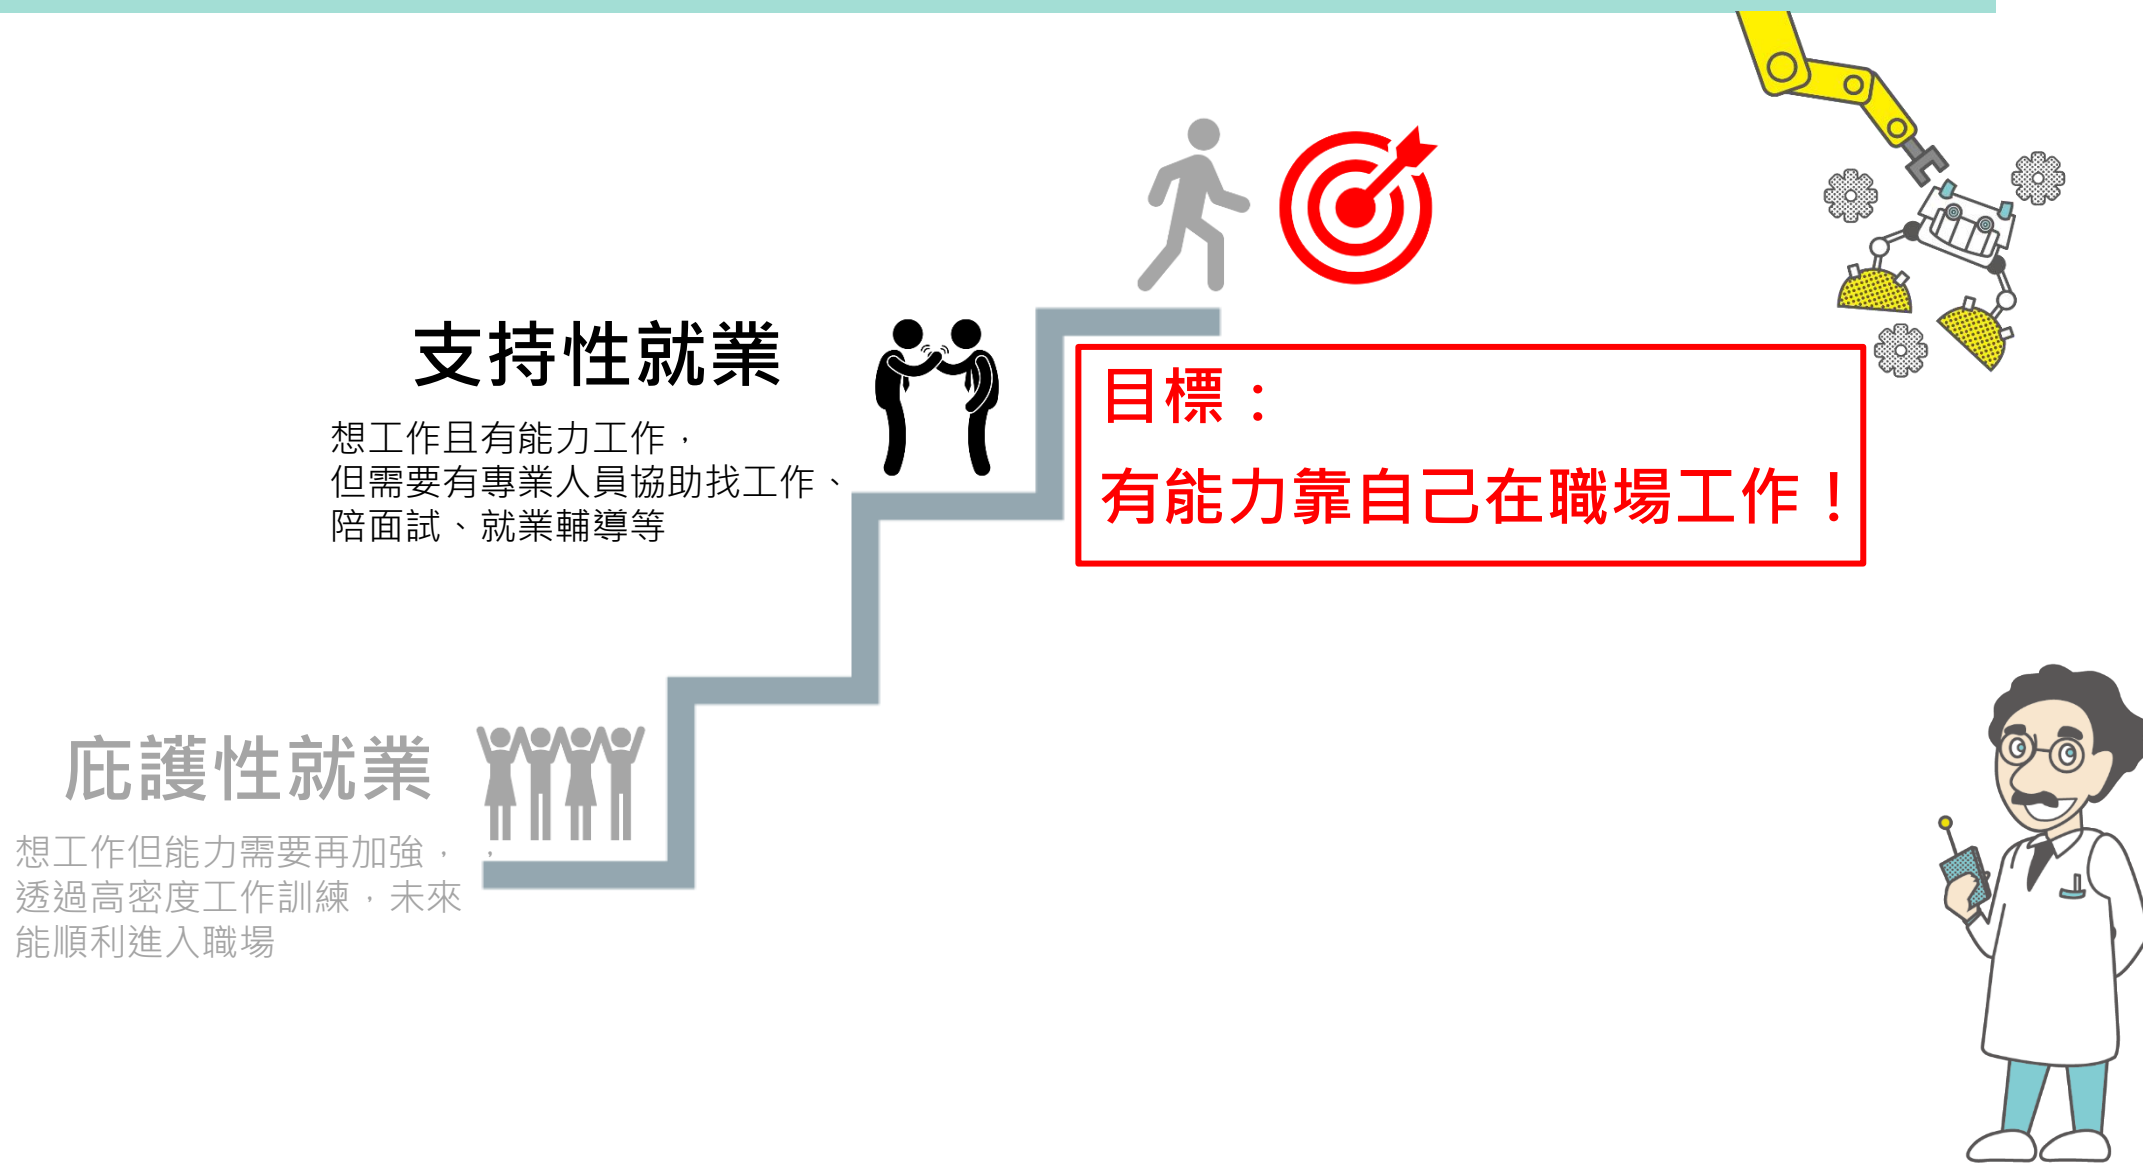 支持性就業
想工作且有能力工作，
但需要有專業人員協助找工作、
陪面試、就業輔導等
目標：
有能力靠自己在職場工作！
庇護性就業
想工作但能力需要再加強，，
透過高密度工作訓練，未來
能順利進入職場